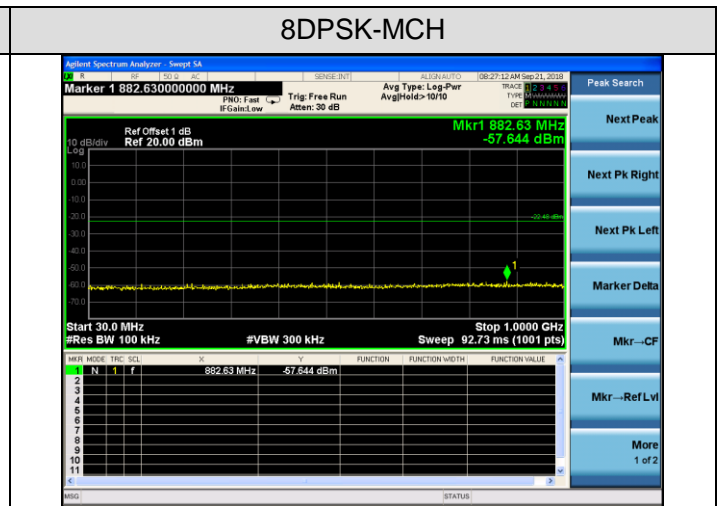 8DPSK-MCH
Agilent Spectrum Analyzer - Swept SA
R RF 50 Ω AC SENSE:INT ALIGN AUTO 08:27:12 AM Sep 21, 2018
Marker 1 882.630000000 MHz
PNO: Fast
IFGain:Low
Trig: Free Run
Atten: 30 dB
Avg Type: Log-Pwr
Avg|Hold:>10/10
TRACE 1 2 3 4 5 6
TYPE
DET P N N N N N
Ref Offset 1 dB
10 dB/div Ref 20.00 dBm
Log
Mkr1 882.63 MHz
-57.644 dBm
10.0
0.00
-10.0
-20.0
-22.48 dBm
-30.0
-40.0
-50.0
1
-60.0
-70.0
Start 30.0 MHz Stop 1.0000 GHz
#Res BW 100 kHz #VBW 300 kHz Sweep 92.73 ms (1001 pts)
MKR MODE TRC SCL X Y FUNCTION FUNCTION WIDTH FUNCTION VALUE
1 N 1 f 882.63 MHz -57.644 dBm
2
3
4
5
6
7
8
9
10
11
MSG STATUS
Peak Search
Next Peak
Next Pk Right
Next Pk Left
Marker Delta
Mkr→CF
Mkr→Ref Lvl
More
1 of 2